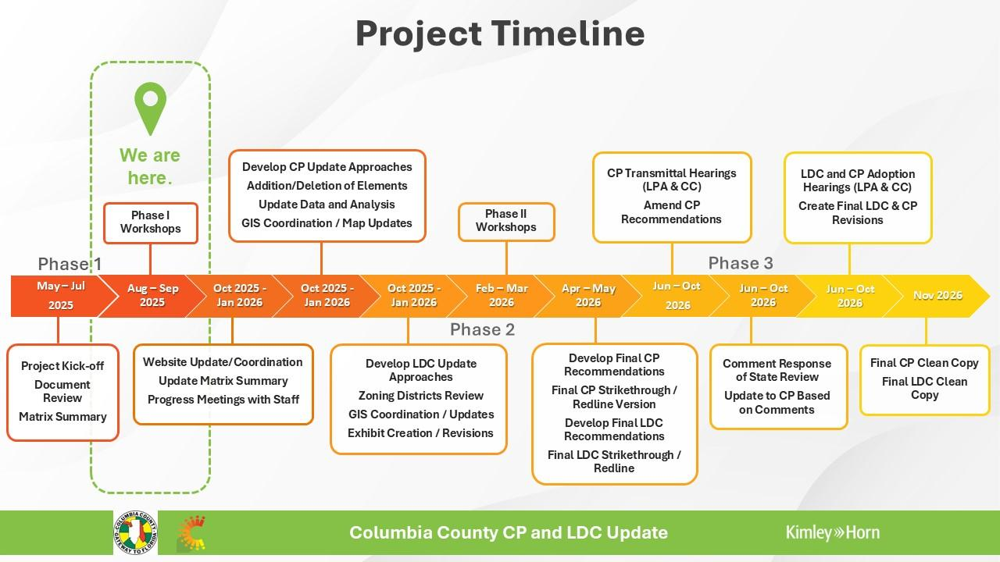 Project Timeline
We are
here.
Develop CP Update Approaches
Addition/Deletion of Elements
Update Data and Analysis
GIS Coordination / Map Updates
CP Transmittal Hearings
(LPA & CC)
Amend CP
Recommendations
LDC and CP Adoption
Hearings (LPA & CC)
Create Final LDC & CP
Revisions
Phase I
Workshops
Phase II
Workshops
Phase 1
Phase 3
May – Jul
2025
Aug – Sep
2025
Oct 2025 -
Jan 2026
Oct 2025 -
Jan 2026
Oct 2025 -
Jan 2026
Feb – Mar
2026
Apr – May
2026
Jun – Oct
2026
Jun – Oct
2026
Jun – Oct
2026
Nov 2026
Phase 2
Project Kick-off
Document
Review
Matrix Summary
Website Update/Coordination
Update Matrix Summary
Progress Meetings with Staff
Develop LDC Update
Approaches
Zoning Districts Review
GIS Coordination / Updates
Exhibit Creation / Revisions
Develop Final CP
Recommendations
Final CP Strikethrough /
Redline Version
Develop Final LDC
Recommendations
Final LDC Strikethrough /
Redline
Comment Response
of State Review
Update to CP Based
on Comments
Final CP Clean Copy
Final LDC Clean
Copy
COLUMBIA COUNTY
GATEWAY TO FLORIDA
Columbia County CP and LDC Update
Kimley»Horn